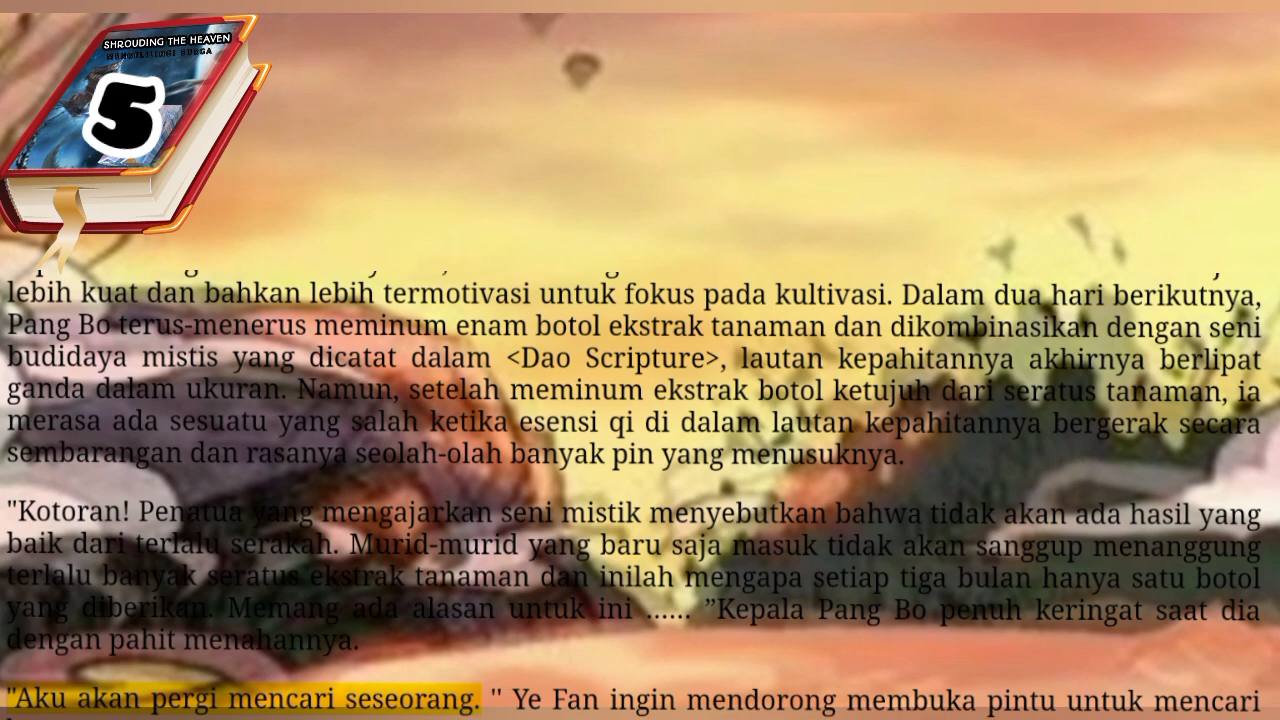 SHROUDING THE HEAVEN
5
lebih kuat dan bahkan lebih termotivasi untuk fokus pada kultivasi. Dalam dua hari berikutnya,
Pang Bo terus-menerus meminum enam botol ekstrak tanaman dan dikombinasikan dengan seni
budidaya mistis yang dicatat dalam <Dao Scripture>, lautan kepahitannya akhirnya berlipat
ganda dalam ukuran. Namun, setelah meminum ekstrak botol ketujuh dari seratus tanaman, ia
merasa ada sesuatu yang salah ketika esensi qi di dalam lautan kepahitannya bergerak secara
sembarangan dan rasanya seolah-olah banyak pin yang menusuknya.
"Kotoran! Penatua yang mengajarkan seni mistik menyebutkan bahwa tidak akan ada hasil yang
baik dari terlalu serakah. Murid-murid yang baru saja masuk tidak akan sanggup menanggung
terlalu banyak seratus ekstrak tanaman dan inilah mengapa setiap tiga bulan hanya satu botol
yang diberikan. Memang ada alasan untuk ini ...... ”Kepala Pang Bo penuh keringat saat dia
dengan pahit menahannya.
"Aku akan pergi mencari seseorang. " Ye Fan ingin mendorong membuka pintu untuk mencari